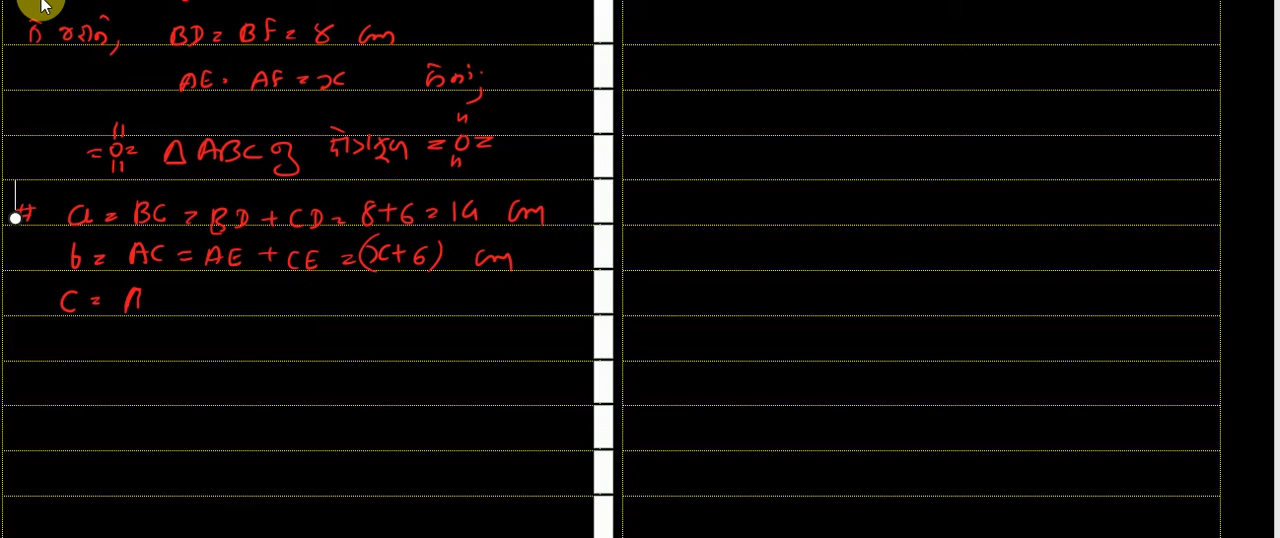 BD = BF = 8 cm
AE = AF = x
Δ ABC
# a = BC = BD + CD = 8+6 = 14 cm
b = AC = AE + CE = (x+6) cm
C =